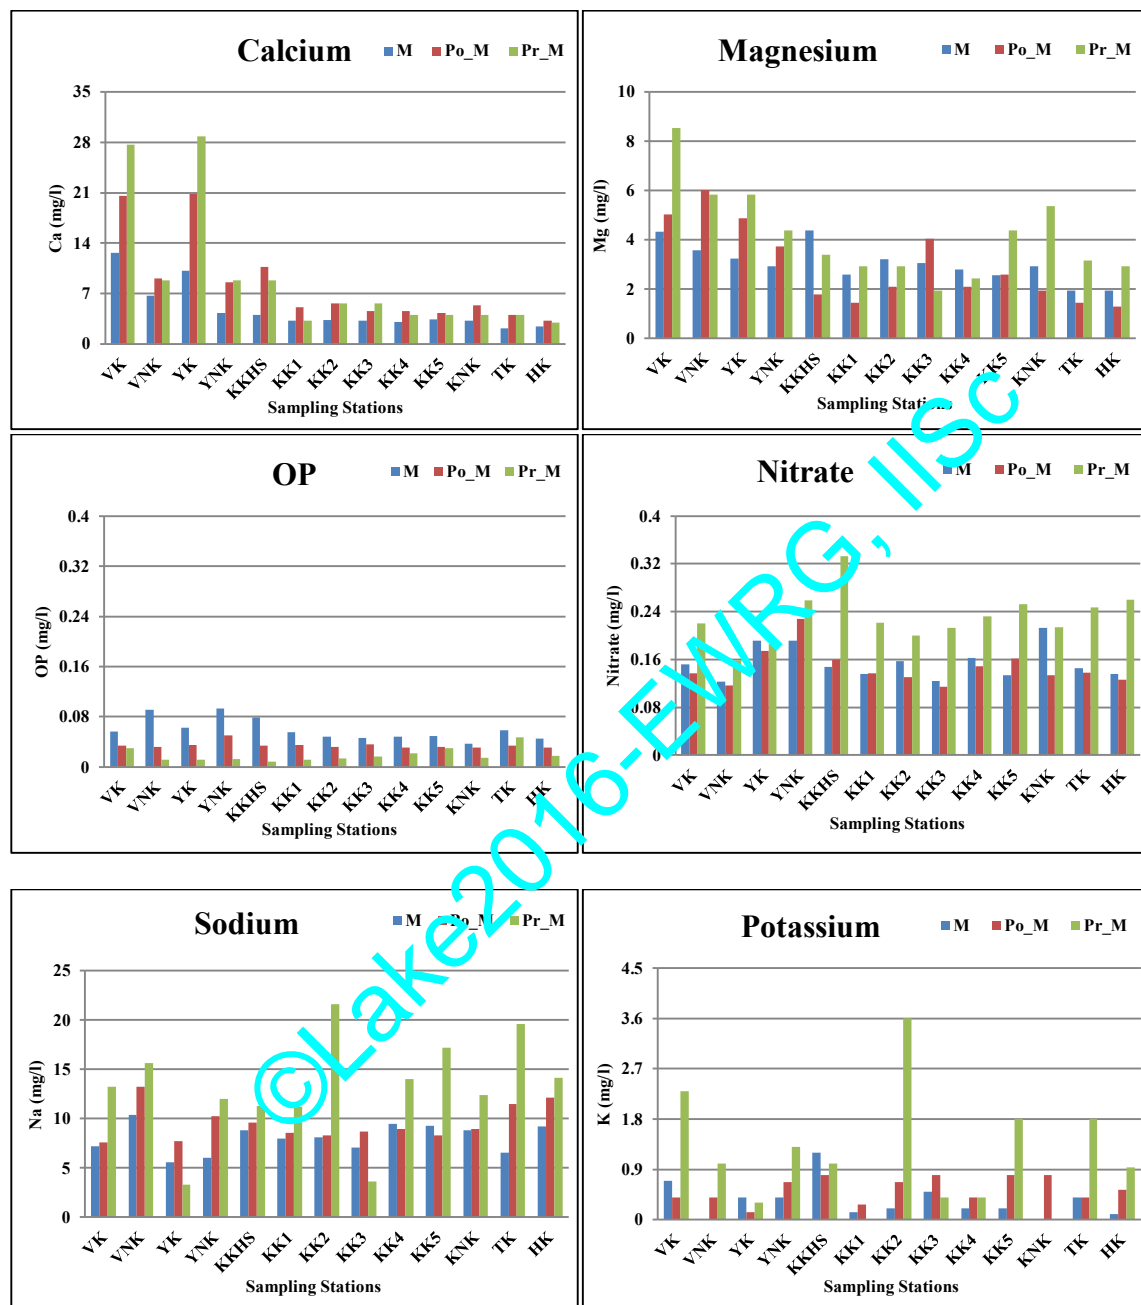 Calcium
M Po_M Pr_M
35
28
21
14
7
0
Ca (mg/l)
VK VNK YK YNK KKHS KK1 KK2 KK3 KK4 KK5 KNK TK HK
Sampling Stations
Magnesium
M Po_M Pr_M
10
8
6
4
2
0
Mg (mg/l)
VK VNK YK YNK KKHS KK1 KK2 KK3 KK4 KK5 KNK TK HK
Sampling Stations
OP
M Po_M Pr_M
0.4
0.32
0.24
0.16
0.08
0
OP (mg/l)
VK VNK YK YNK KKHS KK1 KK2 KK3 KK4 KK5 KNK TK HK
Sampling Stations
Nitrate
M Po_M Pr_M
0.4
0.32
0.24
0.16
0.08
0
Nitrate (mg/l)
VK VNK YK YNK KKHS KK1 KK2 KK3 KK4 KK5 KNK TK HK
Sampling Stations
Sodium
M Po_M Pr_M
25
20
15
10
5
0
Na (mg/l)
VK VNK YK YNK KKHS KK1 KK2 KK3 KK4 KK5 KNK TK HK
Sampling Stations
Potassium
M Po_M Pr_M
4.5
3.6
2.7
1.8
0.9
0
K (mg/l)
VK VNK YK YNK KKHS KK1 KK2 KK3 KK4 KK5 KNK TK HK
Sampling Stations
©Lake2016-EWRG, IISc